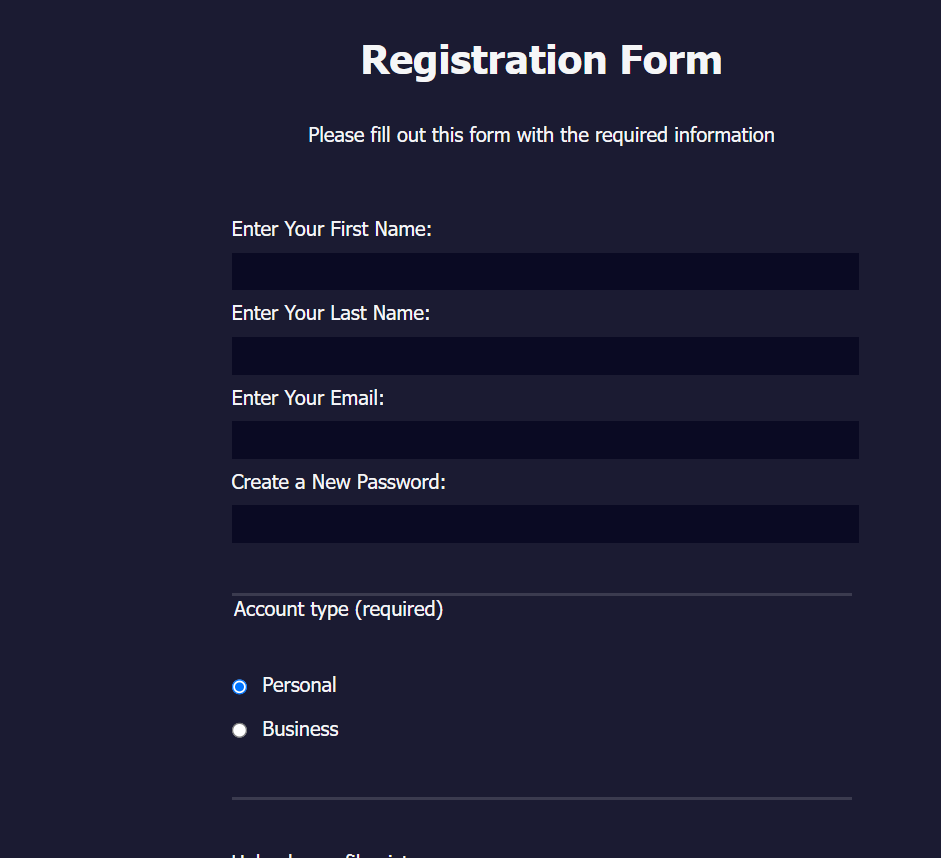 Registration Form
Please fill out this form with the required information
Enter Your First Name:
Enter Your Last Name:
Enter Your Email:
Create a New Password:
Account type (required)
Personal
Business